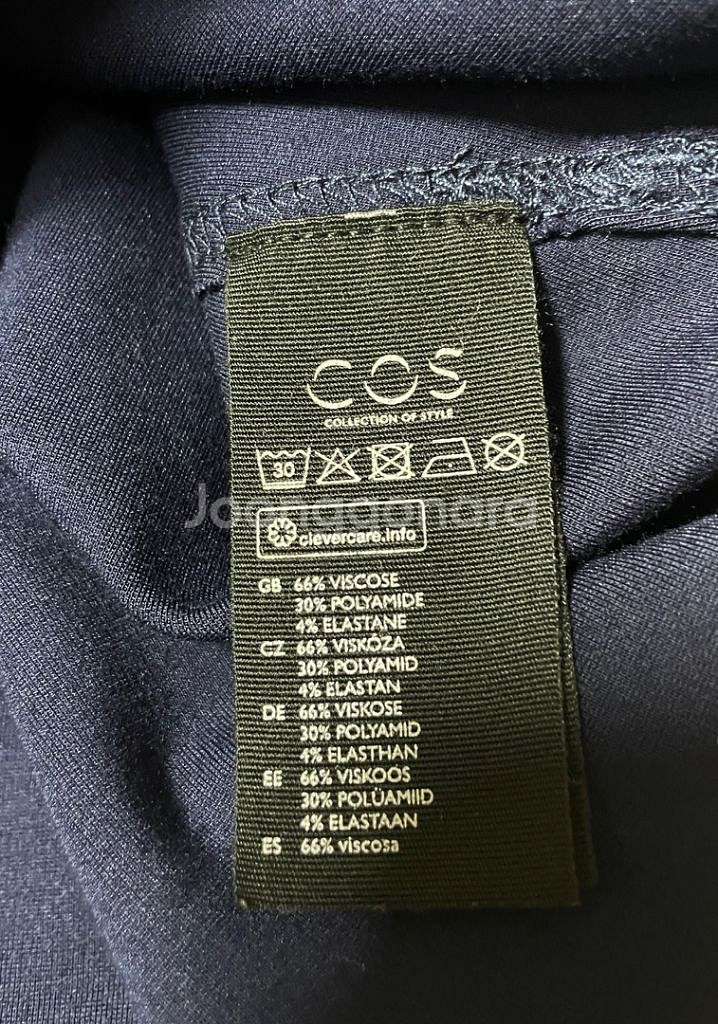 COS
COLLECTION OF STYLE
30
Joonggonara
clevercare.info
GB 66% VISCOSE
30% POLYAMIDE
4% ELASTANE
CZ 66% VISKÓZA
30% POLYAMID
4% ELASTAN
DE 66% VISKOSE
30% POLYAMID
4% ELASTHAN
EE 66% VISKOOS
30% POLÜAMIID
4% ELASTAAN
ES 66% viscosa